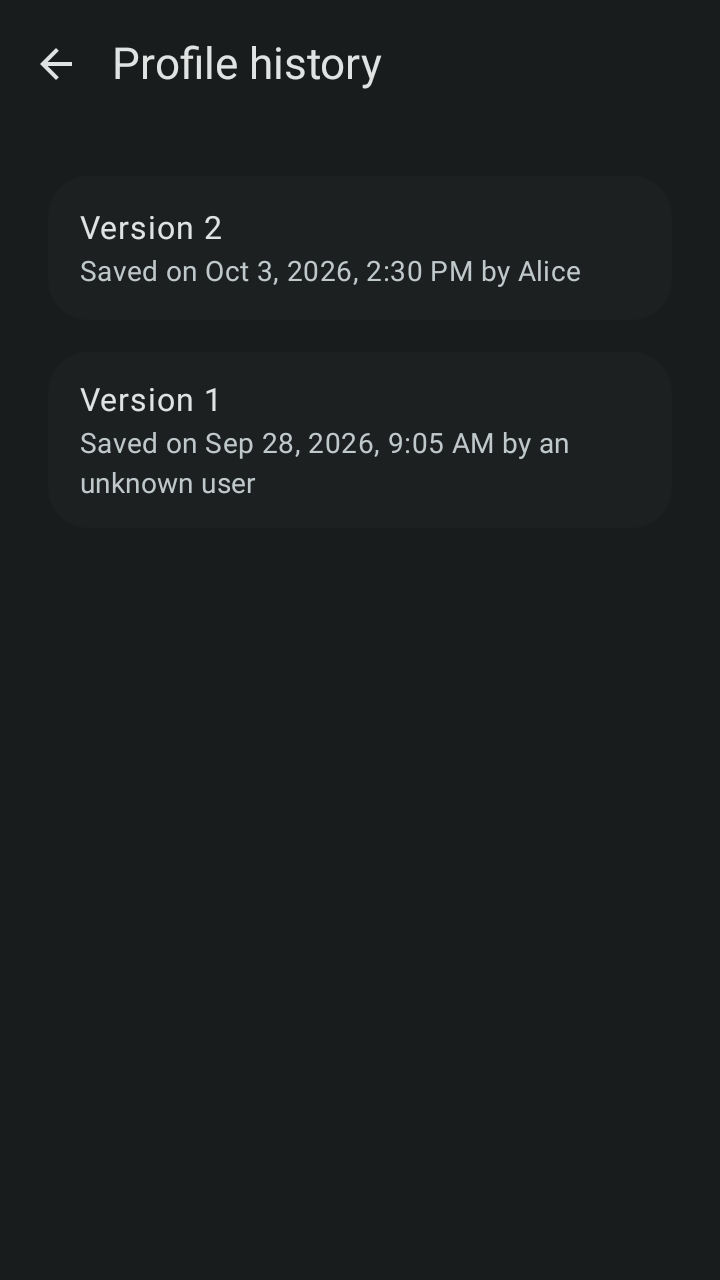 Profile history
Version 2
Saved on Oct 3, 2026, 2:30 PM by Alice
Version 1
Saved on Sep 28, 2026, 9:05 AM by an
unknown user